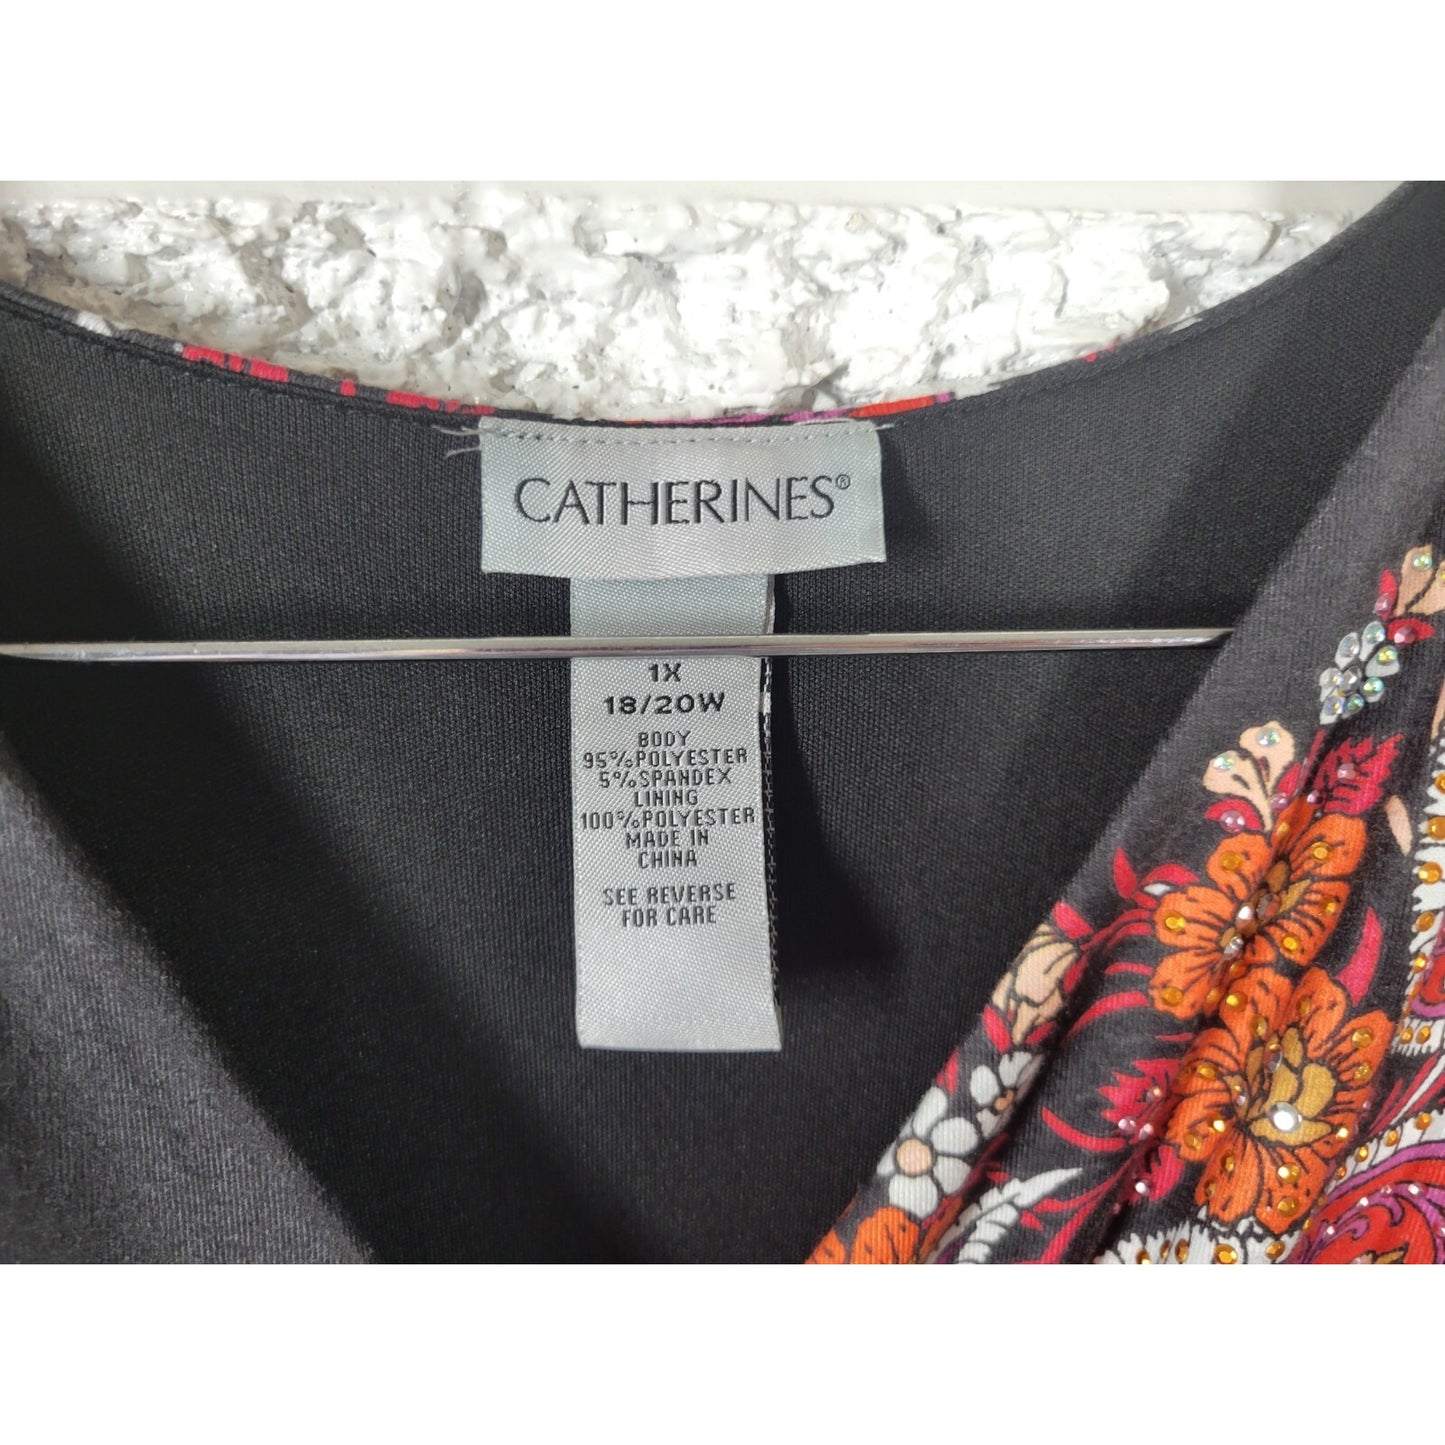 CATHERINES®
1X
18/20W
BODY
95%POLYESTER
5%SPANDEX
LINING
100%POLYESTER
MADE IN
CHINA
SEE REVERSE
FOR CARE